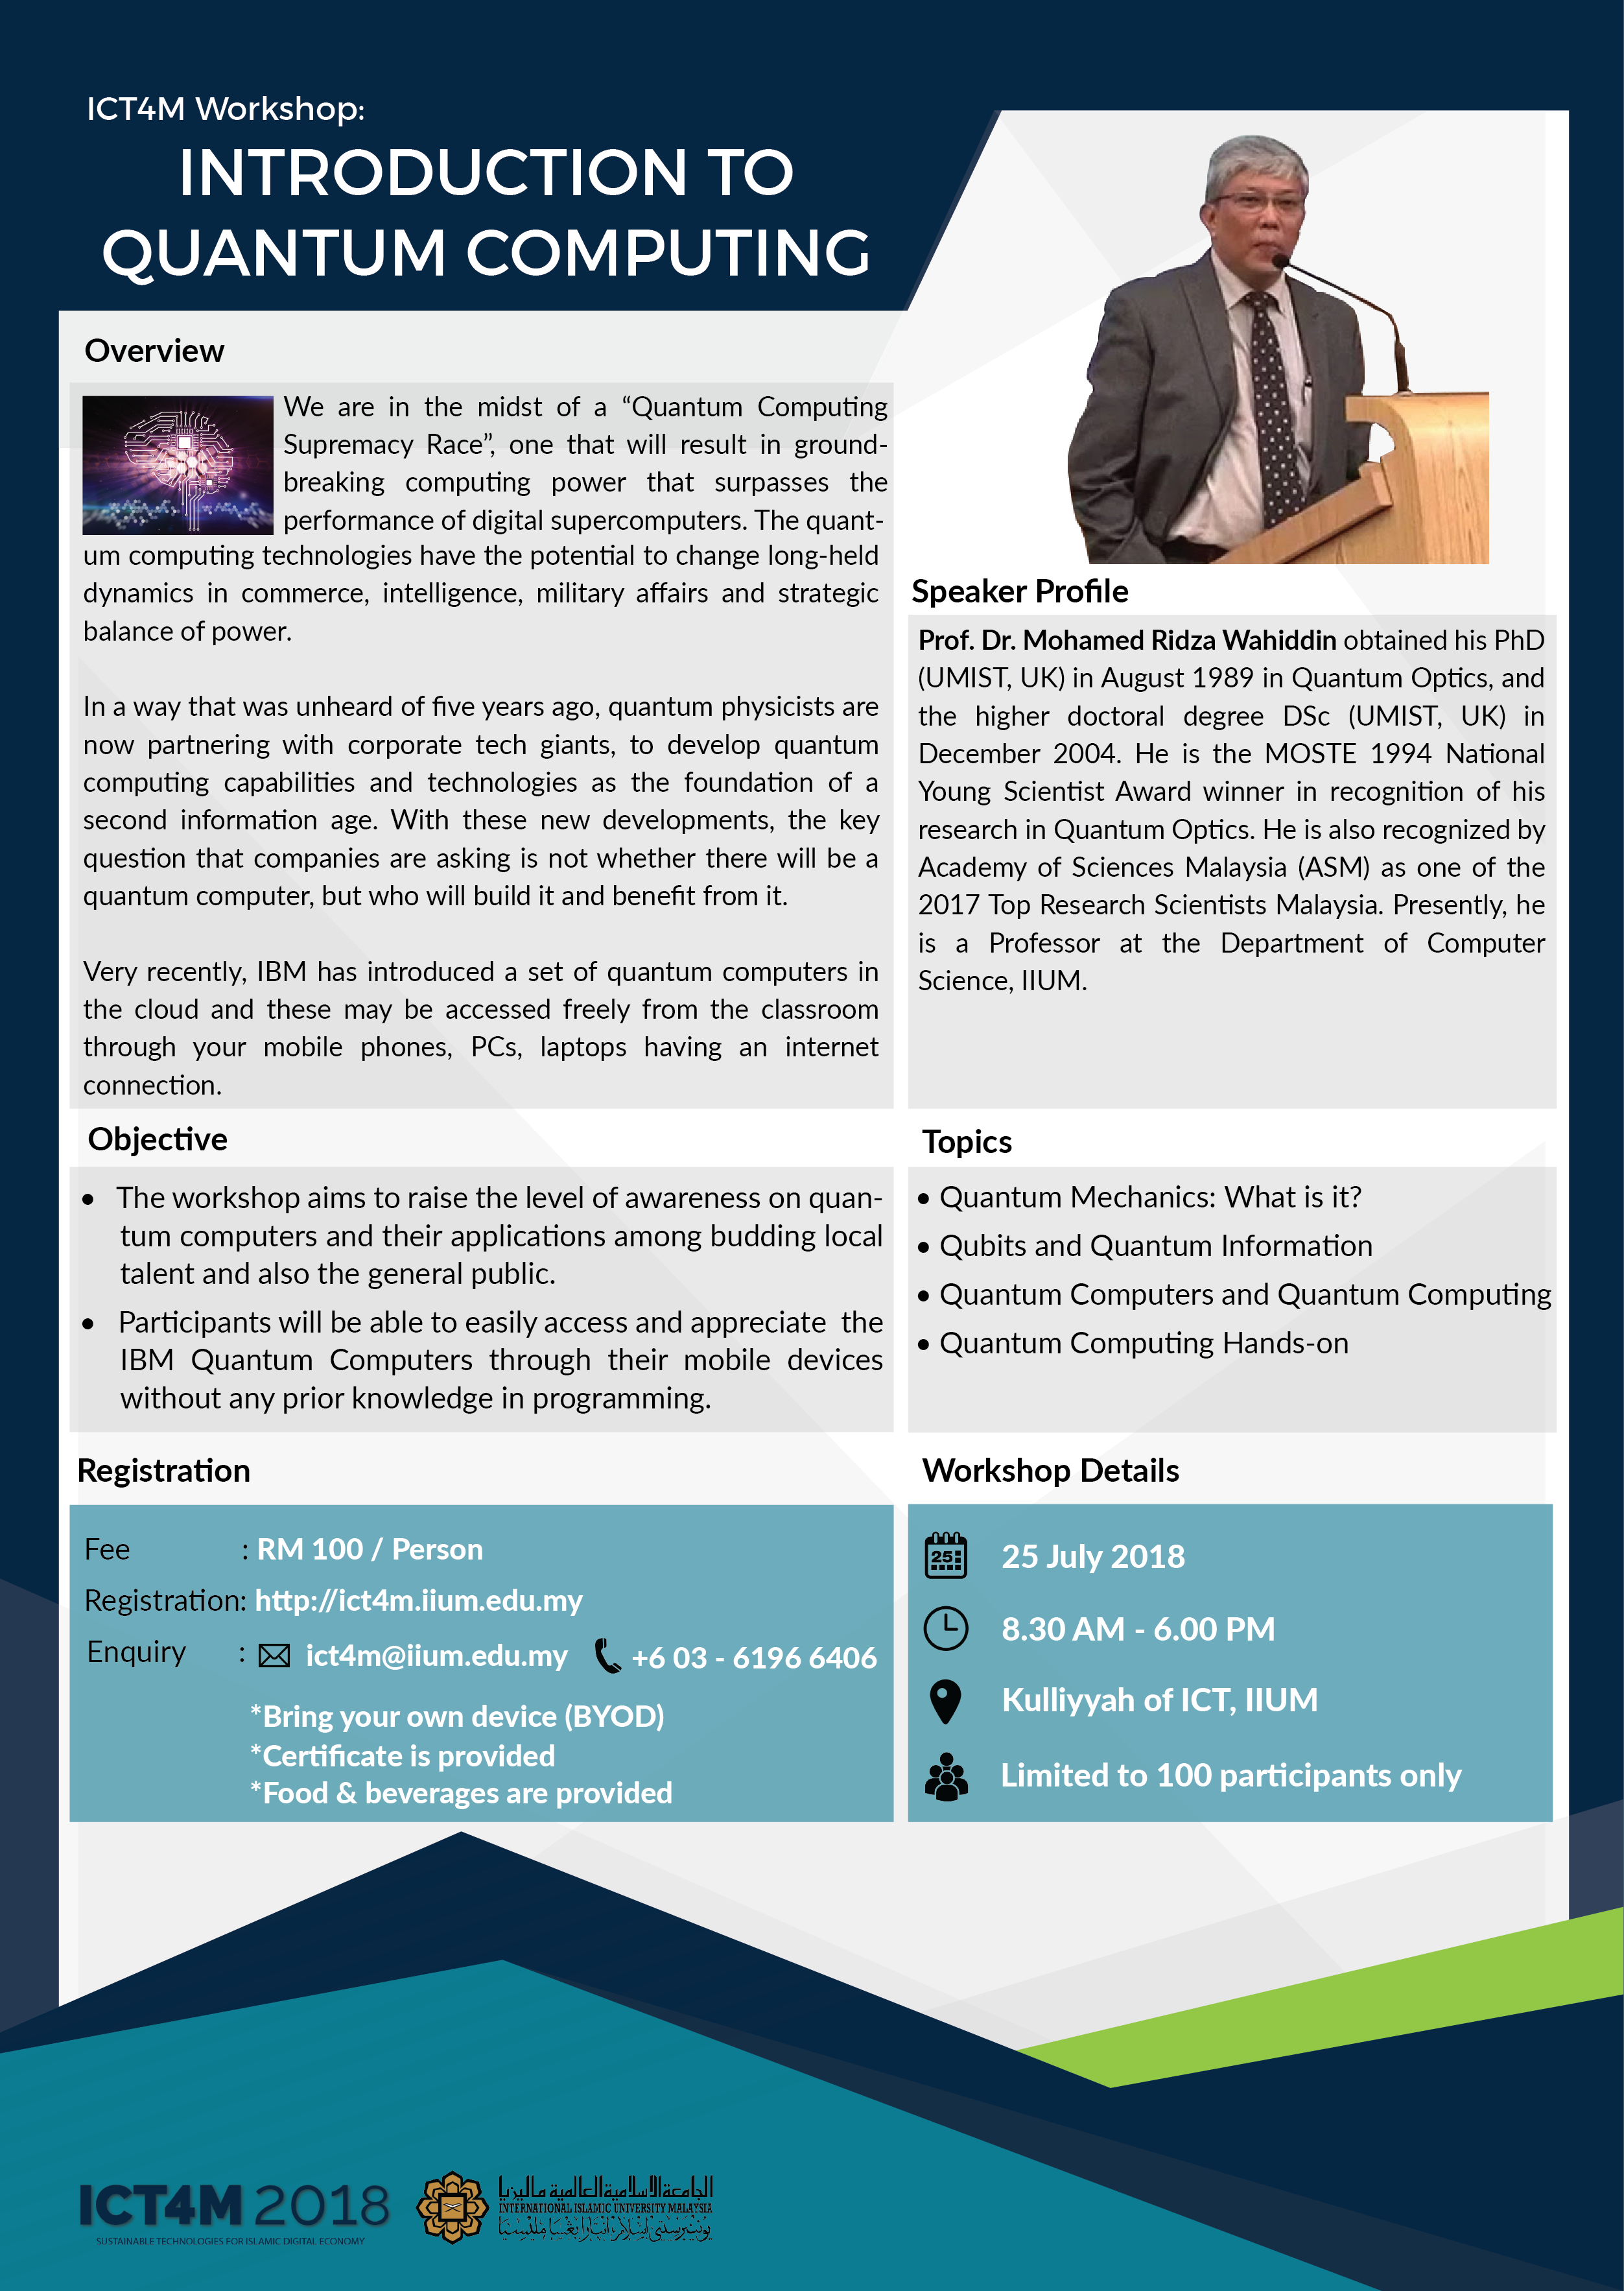 ICT4M Workshop:
INTRODUCTION TO
QUANTUM COMPUTING
Overview
We are in the midst of a “Quantum Computing
Supremacy Race”, one that will result in ground-
breaking computing power that surpasses the
performance of digital supercomputers. The quant-
um computing technologies have the potential to change long-held
dynamics in commerce, intelligence, military affairs and strategic
balance of power.
In a way that was unheard of five years ago, quantum physicists are
now partnering with corporate tech giants, to develop quantum
computing capabilities and technologies as the foundation of a
second information age. With these new developments, the key
question that companies are asking is not whether there will be a
quantum computer, but who will build it and benefit from it.
Very recently, IBM has introduced a set of quantum computers in
the cloud and these may be accessed freely from the classroom
through your mobile phones, PCs, laptops having an internet
connection.
Speaker Profile
Prof. Dr. Mohamed Ridza Wahiddin obtained his PhD
(UMIST, UK) in August 1989 in Quantum Optics, and
the higher doctoral degree DSc (UMIST, UK) in
December 2004. He is the MOSTE 1994 National
Young Scientist Award winner in recognition of his
research in Quantum Optics. He is also recognized by
Academy of Sciences Malaysia (ASM) as one of the
2017 Top Research Scientists Malaysia. Presently, he
is a Professor at the Department of Computer
Science, IIUM.
Objective
• The workshop aims to raise the level of awareness on quan-
tum computers and their applications among budding local
talent and also the general public.
• Participants will be able to easily access and appreciate the
IBM Quantum Computers through their mobile devices
without any prior knowledge in programming.
Topics
• Quantum Mechanics: What is it?
• Qubits and Quantum Information
• Quantum Computers and Quantum Computing
• Quantum Computing Hands-on
Registration
Fee : RM 100 / Person
Registration: http://ict4m.iium.edu.my
Enquiry : ict4m@iium.edu.my +6 03 - 6196 6406
*Bring your own device (BYOD)
*Certificate is provided
*Food & beverages are provided
Workshop Details
25
25 July 2018
8.30 AM - 6.00 PM
Kulliyyah of ICT, IIUM
Limited to 100 participants only
ICT4M 2018
SUSTAINABLE TECHNOLOGIES FOR ISLAMIC DIGITAL ECONOMY
الجامعة الإسلامية العالمية ماليزيا
INTERNATIONAL ISLAMIC UNIVERSITY MALAYSIA